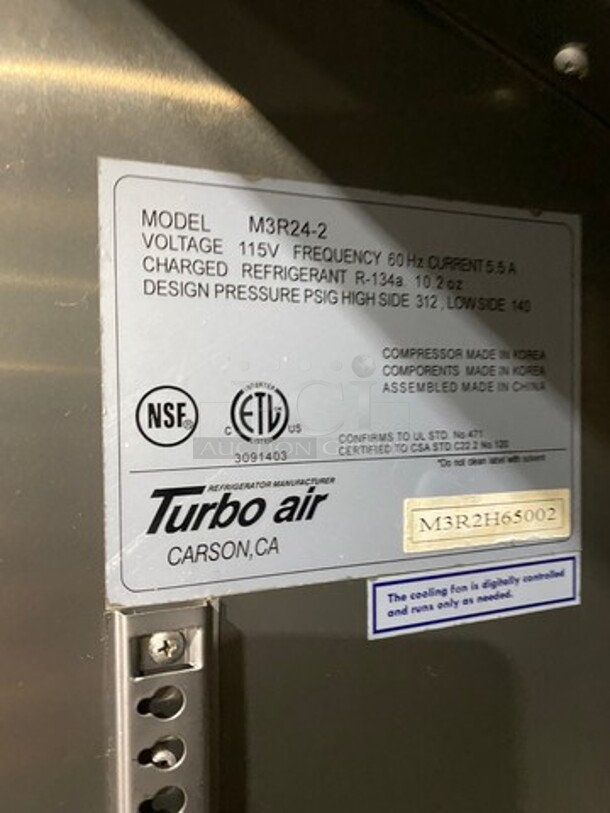 MODEL M3R24-2
VOLTAGE 115V FREQUENCY 60 Hz CURRENT 5.5 A
CHARGED REFRIGERANT R-134a 10.2 oz
DESIGN PRESSURE PSIG HIGH SIDE 312, LOW SIDE 140
COMPRESSOR MADE IN KOREA
COMPORENTS MADE IN KOREA
ASSEMBLED MADE IN CHINA
NSF®
INTERTEK
C ETL US
LISTED
3091403
CONFIRMS TO UL STD. No.471
CERTIFIED TO CSA STD C22.2 No 120
*Do not clean label with solvent
REFRIGERATOR MANUFACTURER
Turbo air
CARSON, CA
M3R2H65002
The cooling fan is digitally controlled
and runs only as needed.